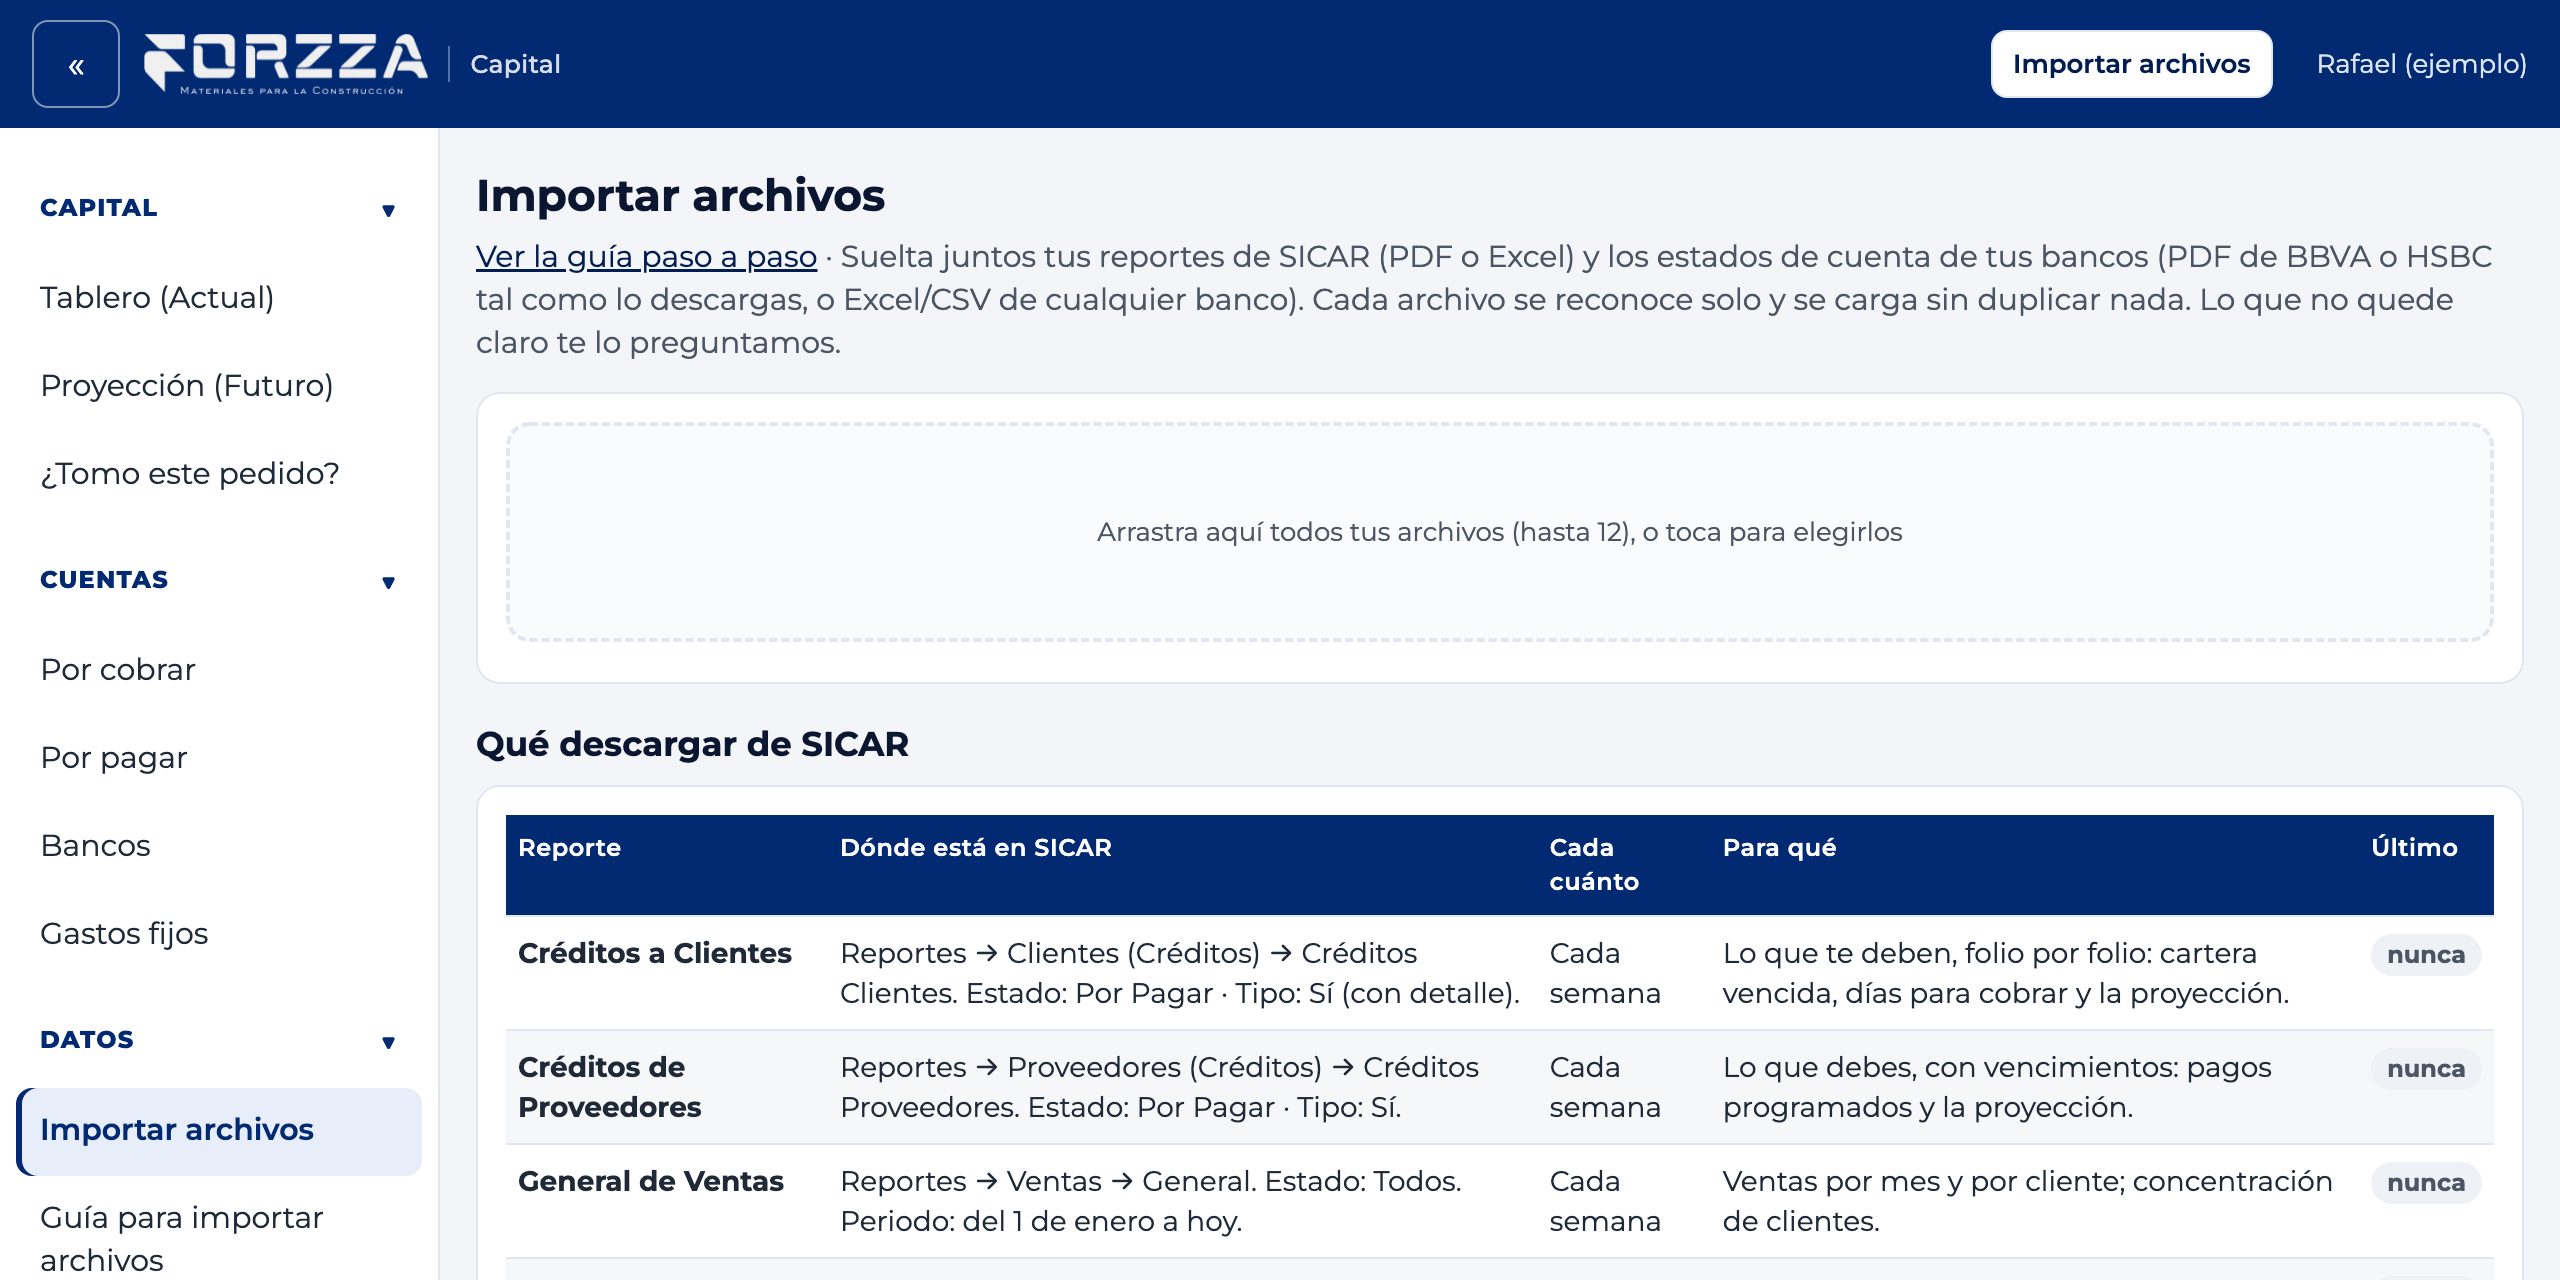 «
FORZZA
MATERIALES PARA LA CONSTRUCCIÓN
Capital
Importar archivos
Rafael (ejemplo)
CAPITAL ▼
Tablero (Actual)
Proyección (Futuro)
¿Tomo este pedido?
CUENTAS ▼
Por cobrar
Por pagar
Bancos
Gastos fijos
DATOS ▼
Importar archivos
Guía para importar
archivos
Importar archivos
Ver la guía paso a paso · Suelta juntos tus reportes de SICAR (PDF o Excel) y los estados de cuenta de tus bancos (PDF de BBVA o HSBC
tal como lo descargas, o Excel/CSV de cualquier banco). Cada archivo se reconoce solo y se carga sin duplicar nada. Lo que no quede
claro te lo preguntamos.
Arrastra aquí todos tus archivos (hasta 12), o toca para elegirlos
Qué descargar de SICAR
Reporte
Dónde está en SICAR
Cada
cuánto
Para qué
Último
Créditos a Clientes
Reportes → Clientes (Créditos) → Créditos
Clientes. Estado: Por Pagar · Tipo: Sí (con detalle).
Cada
semana
Lo que te deben, folio por folio: cartera
vencida, días para cobrar y la proyección.
nunca
Créditos de
Proveedores
Reportes → Proveedores (Créditos) → Créditos
Proveedores. Estado: Por Pagar · Tipo: Sí.
Cada
semana
Lo que debes, con vencimientos: pagos
programados y la proyección.
nunca
General de Ventas
Reportes → Ventas → General. Estado: Todos.
Periodo: del 1 de enero a hoy.
Cada
semana
Ventas por mes y por cliente; concentración
de clientes.
nunca